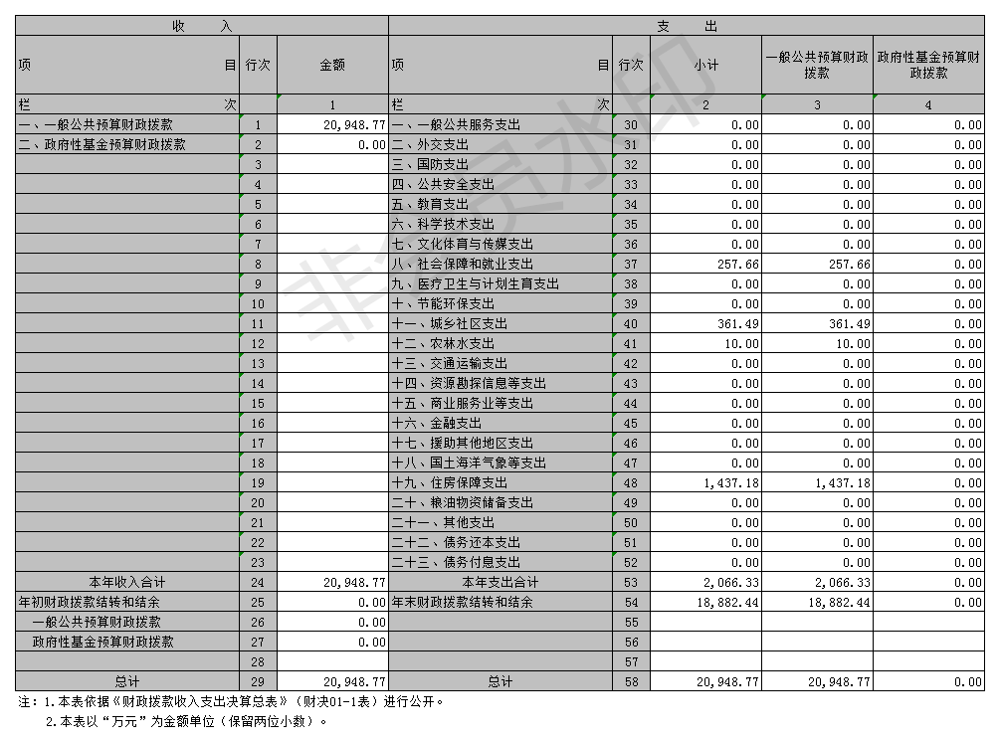 收 入 支 出
项 目 行次 金额 项 目 行次 小计 一般公共预算财政拨款 政府性基金预算财政拨款
栏 次 1 栏 次 2 3 4
一、一般公共预算财政拨款 1 20,948.77 一、一般公共服务支出 30 0.00 0.00 0.00
二、政府性基金预算财政拨款 2 0.00 二、外交支出 31 0.00 0.00 0.00
3 三、国防支出 32 0.00 0.00 0.00
4 四、公共安全支出 33 0.00 0.00 0.00
5 五、教育支出 34 0.00 0.00 0.00
6 六、科学技术支出 35 0.00 0.00 0.00
7 七、文化体育与传媒支出 36 0.00 0.00 0.00
8 八、社会保障和就业支出 37 257.66 257.66 0.00
9 九、医疗卫生与计划生育支出 38 0.00 0.00 0.00
10 十、节能环保支出 39 0.00 0.00 0.00
11 十一、城乡社区支出 40 361.49 361.49 0.00
12 十二、农林水支出 41 10.00 10.00 0.00
13 十三、交通运输支出 42 0.00 0.00 0.00
14 十四、资源勘探信息等支出 43 0.00 0.00 0.00
15 十五、商业服务业等支出 44 0.00 0.00 0.00
16 十六、金融支出 45 0.00 0.00 0.00
17 十七、援助其他地区支出 46 0.00 0.00 0.00
18 十八、国土海洋气象等支出 47 0.00 0.00 0.00
19 十九、住房保障支出 48 1,437.18 1,437.18 0.00
20 二十、粮油物资储备支出 49 0.00 0.00 0.00
21 二十一、其他支出 50 0.00 0.00 0.00
22 二十二、债务还本支出 51 0.00 0.00 0.00
23 二十三、债务付息支出 52 0.00 0.00 0.00
本年收入合计 24 20,948.77 本年支出合计 53 2,066.33 2,066.33 0.00
年初财政拨款结转和结余 25 0.00 年末财政拨款结转和结余 54 18,882.44 18,882.44 0.00
一般公共预算财政拨款 26 0.00 55
政府性基金预算财政拨款 27 0.00 56
28 57
总计 29 20,948.77 总计 58 20,948.77 20,948.77 0.00
注：1.本表依据《财政拨款收入支出决算总表》（财决01-1表）进行公开。
2.本表以“万元”为金额单位（保留两位小数）。
非会员水印